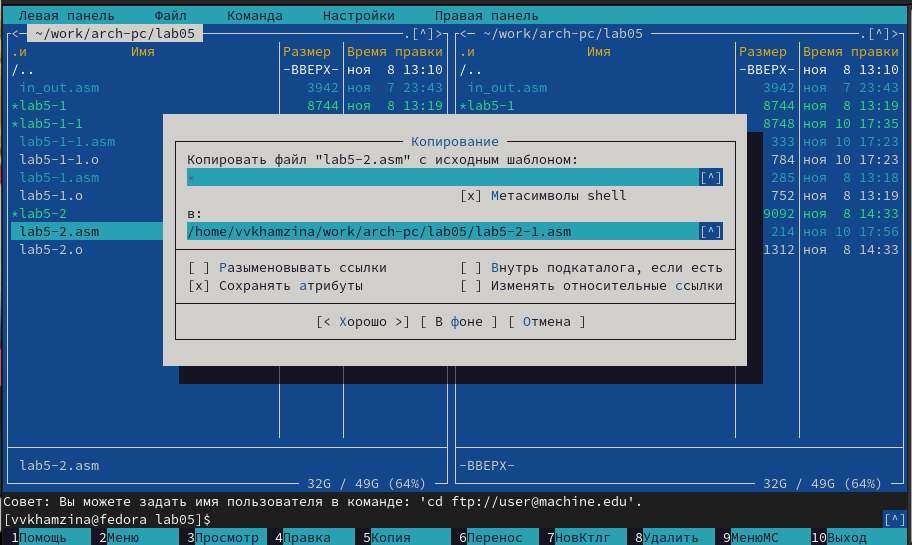 Левая панель Файл Команда Настройки Правая панель
<─ ~/work/arch-pc/lab05 .[^]> <─ ~/work/arch-pc/lab05 .[^]>
.и Имя Размер Время правки .и Имя Размер Время правки
/.. -ВВЕРХ- ноя 8 13:10 /.. -ВВЕРХ- ноя 8 13:10
in_out.asm 3942 ноя 7 23:43 in_out.asm 3942 ноя 7 23:43
*lab5-1 8744 ноя 8 13:19 *lab5-1 8744 ноя 8 13:19
*lab5-1-1 8748 ноя 10 17:35
Копирование
lab5-1-1.asm 333 ноя 10 17:23
lab5-1-1.o Копировать файл "lab5-2.asm" с исходным шаблоном: 784 ноя 10 17:23
lab5-1.asm * [^] 285 ноя 8 13:18
lab5-1.o [x] Метасимволы shell 752 ноя 8 13:19
*lab5-2 в: 9092 ноя 8 14:33
lab5-2.asm /home/vvkhamzina/work/arch-pc/lab05/lab5-2-1.asm [^] 214 ноя 10 17:56
lab5-2.o 1312 ноя 8 14:33
[ ] Разыменовывать ссылки [ ] Внутрь подкаталога, если есть
[x] Сохранять атрибуты [ ] Изменять относительные ссылки
[< Хорошо >] [ В фоне ] [ Отмена ]
lab5-2.asm -ВВЕРХ-
32G / 49G (64%) 32G / 49G (64%)
Совет: Вы можете задать имя пользователя в команде: 'cd ftp://user@machine.edu'.
[vvkhamzina@fedora lab05]$ [^]
1Помощь 2Меню 3Просмотр 4Правка 5Копия 6Перенос 7НовКтлг 8Удалить 9МенюМС 10Выход